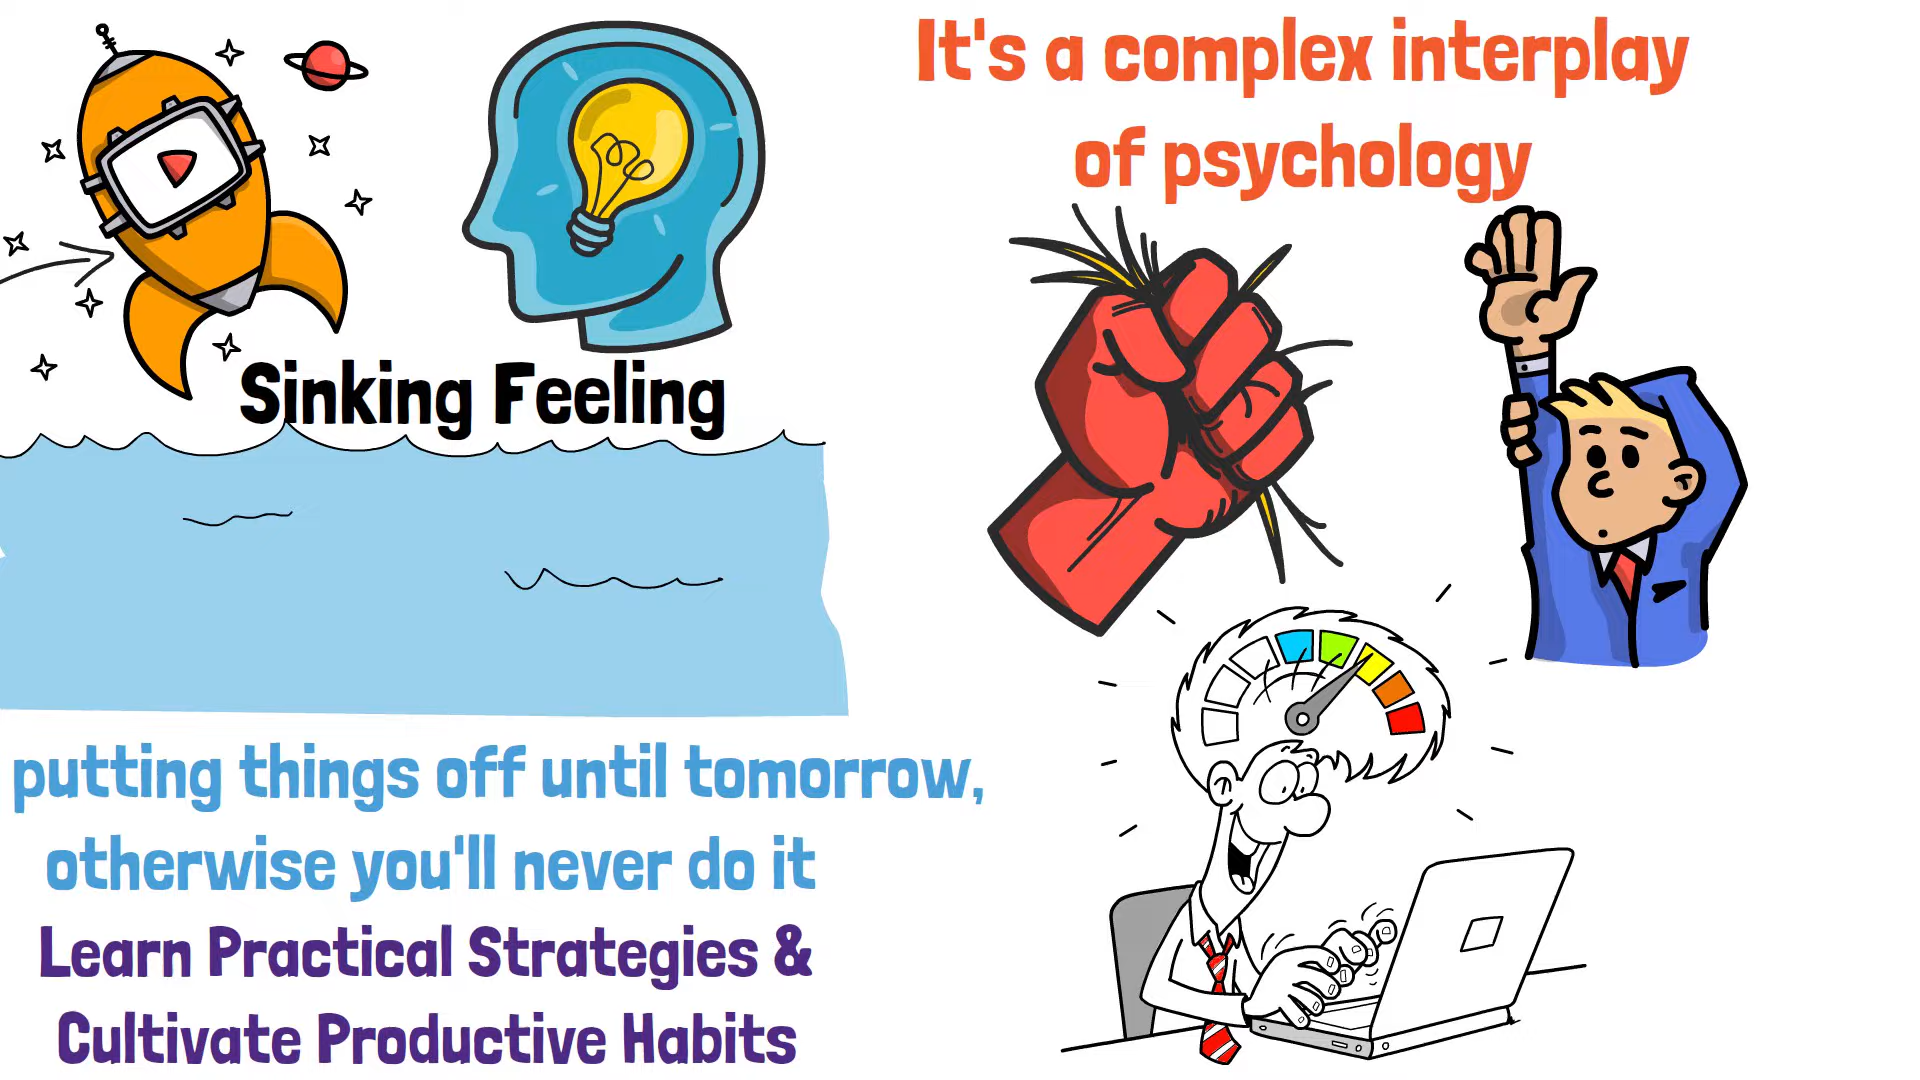 Sinking Feeling
putting things off until tomorrow,
otherwise you'll never do it
Learn Practical Strategies &
Cultivate Productive Habits
It's a complex interplay
of psychology